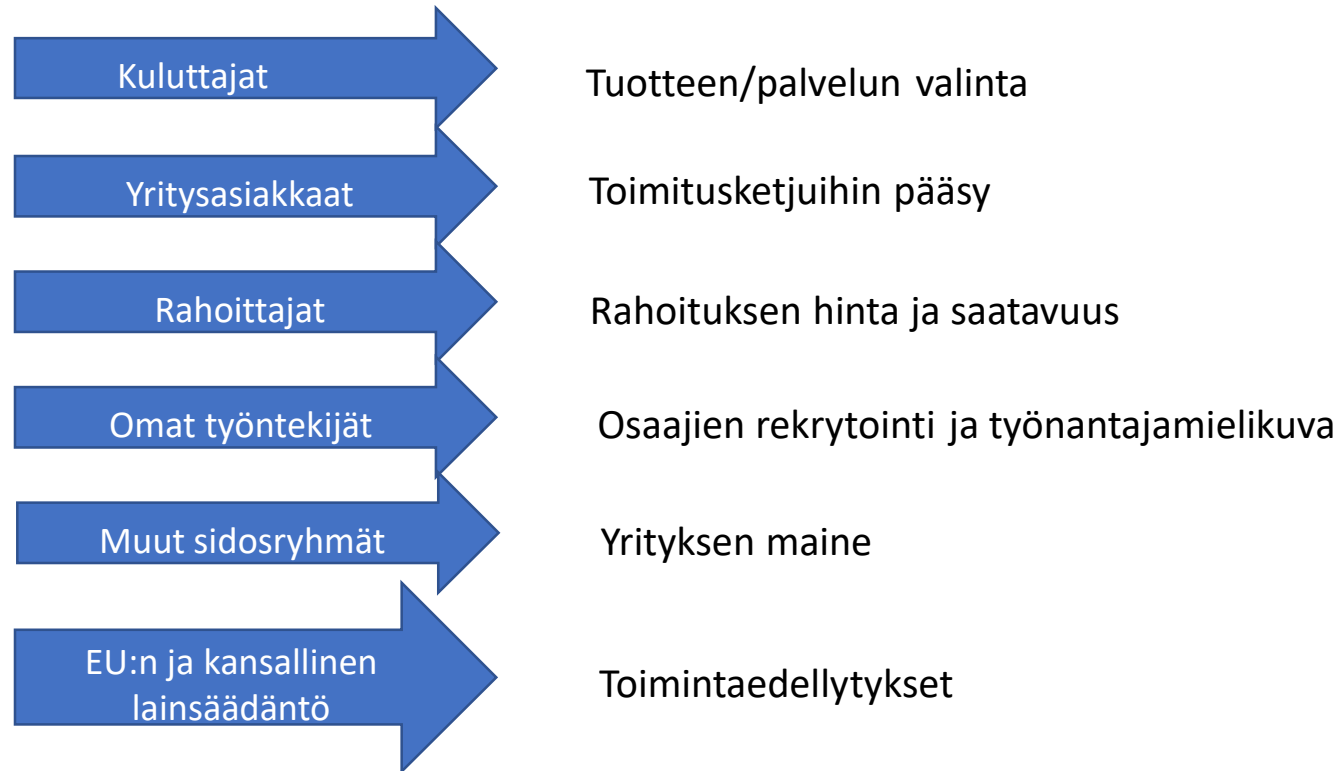 Kuluttajat
Tuotteen/palvelun valinta
Yritysasiakkaat
Toimitusketjuihin pääsy
Rahoittajat
Rahoituksen hinta ja saatavuus
Omat työntekijät
Osaajien rekrytointi ja työnantajamielikuva
Muut sidosryhmät
Yrityksen maine
EU:n ja kansallinen
lainsäädäntö
Toimintaedellytykset